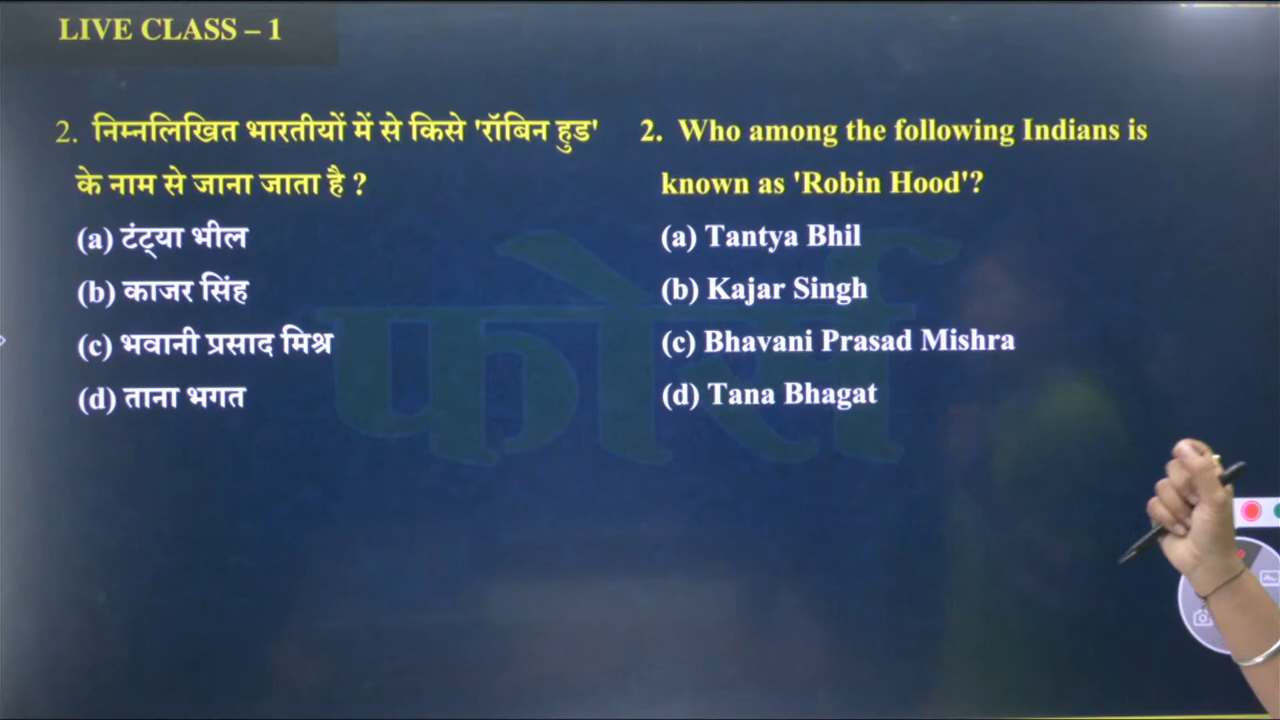 LIVE CLASS – 1
2. निम्नलिखित भारतीयों में से किसे 'रॉबिन हुड'
के नाम से जाना जाता है ?
(a) टंट्या भील
(b) काजर सिंह
(c) भवानी प्रसाद मिश्र
(d) ताना भगत
2. Who among the following Indians is
known as 'Robin Hood'?
(a) Tantya Bhil
(b) Kajar Singh
(c) Bhavani Prasad Mishra
(d) Tana Bhagat
फोर्स